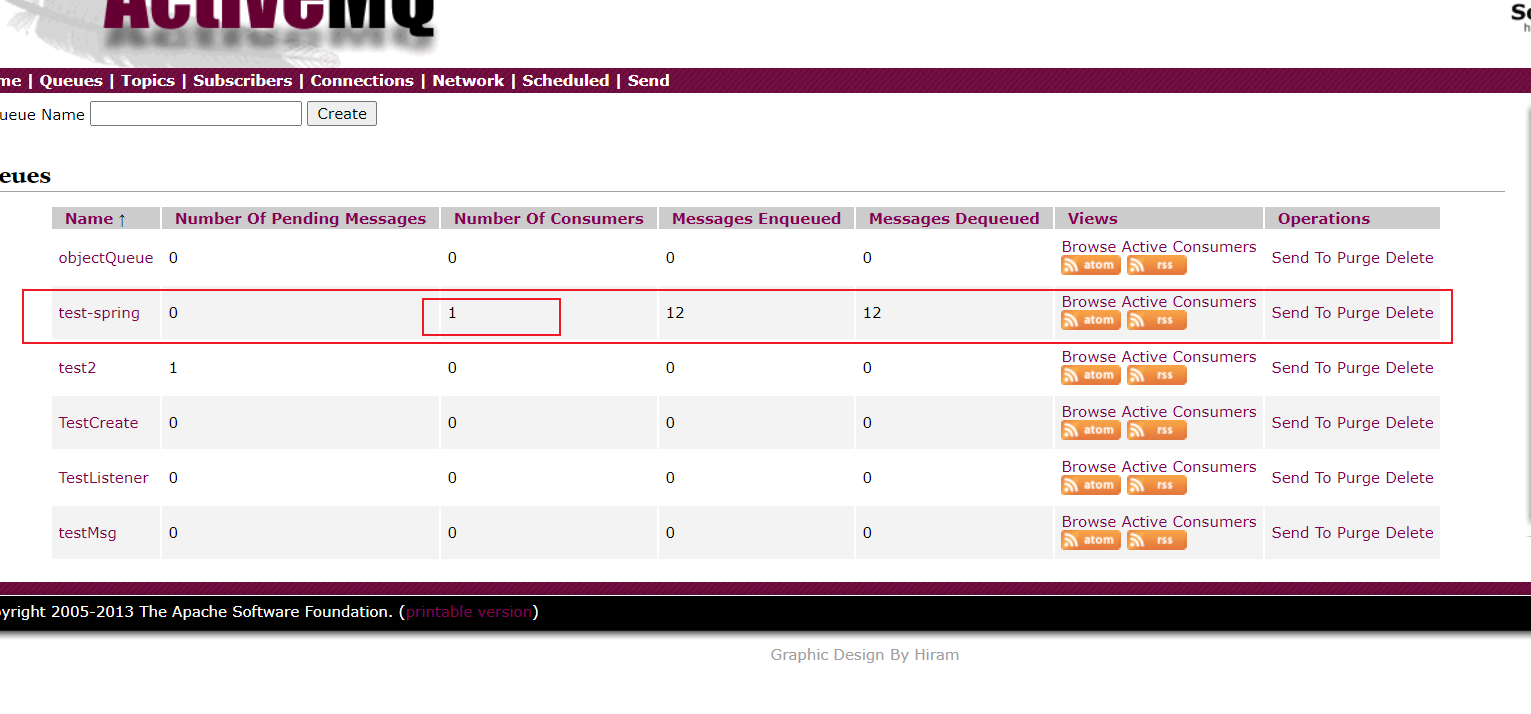 ActiveMQ
me | Queues | Topics | Subscribers | Connections | Network | Scheduled | Send
ueue Name Create
eues
Name ↑ Number Of Pending Messages Number Of Consumers Messages Enqueued Messages Dequeued Views Operations
objectQueue 0 0 0 0 Browse Active Consumers Send To Purge Delete
atom rss
test-spring 0 1 12 12 Browse Active Consumers Send To Purge Delete
atom rss
test2 1 0 0 0 Browse Active Consumers Send To Purge Delete
atom rss
TestCreate 0 0 0 0 Browse Active Consumers Send To Purge Delete
atom rss
TestListener 0 0 0 0 Browse Active Consumers Send To Purge Delete
atom rss
testMsg 0 0 0 0 Browse Active Consumers Send To Purge Delete
atom rss
pyright 2005-2013 The Apache Software Foundation. (printable version)
Graphic Design By Hiram